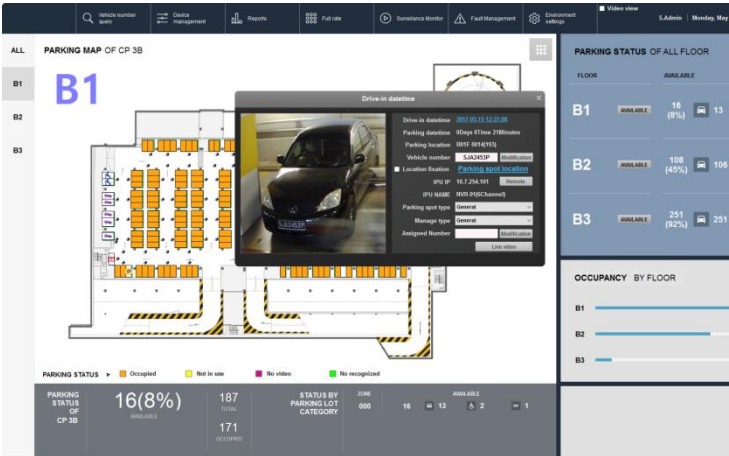 Vehicle number query
Device management
Reports
Full rate
Surveilance Monitor
Fault Management
Environment settings
Video view
S.Admin | Monday, May
ALL
B1
B2
B3
PARKING MAP OF CP 3B
B1
Drive-in datetime
Drive in datetime 2017-05-15 12:27:08
Parking datetime 0Days 0Time 21Minutes
Parking location B01F 0014(193)
Vehicle number SJA2453P Modification
Location fixation Parking spot location
IPU IP 10.7.254.101 Remote
IPU NAME NVR-01(6Channel)
Parking spot type General
Manage type General
Assigned Number Modification
Live video
SJA2453P
PARKING STATUS OF ALL FLOOR
FLOOR AVAILABLE
B1 AVAILABLE 16 (8%) 13
B2 AVAILABLE 108 (45%) 106
B3 AVAILABLE 251 (92%) 251
OCCUPANCY BY FLOOR
B1
B2
B3
PARKING STATUS Occupied Not in use No video No recognized
PARKING STATUS OF CP 3B
16(8%)
AVAILABLE
187
TOTAL
171
OCCUPIED
STATUS BY PARKING LOT CATEGORY
ZONE AVAILABLE
000 16 13 2 1